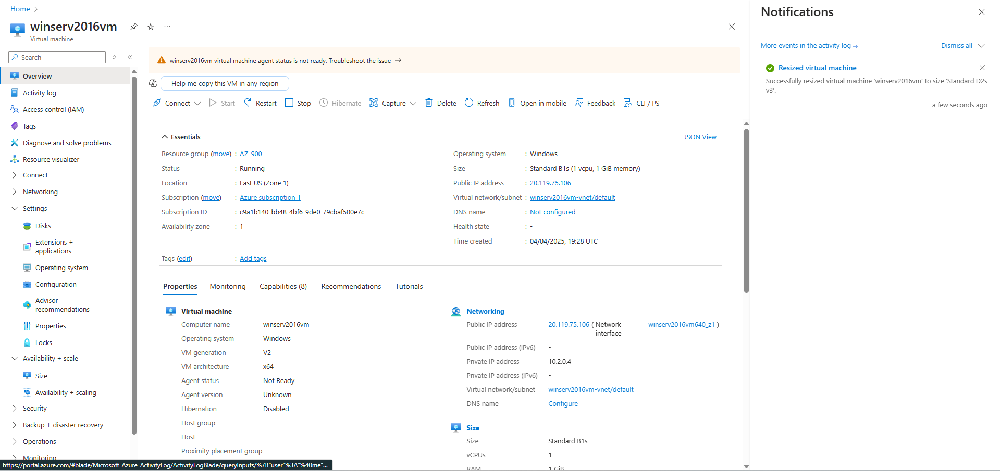 Home
winserv2016vm
Virtual machine
Search
Overview
Activity log
Access control (IAM)
Tags
Diagnose and solve problems
Resource visualizer
Connect
Networking
Settings
Disks
Extensions +
applications
Operating system
Configuration
Advisor
recommendations
Properties
Locks
Availability + scale
Size
Availability + scaling
Security
Backup + disaster recovery
Operations
Monitoring
https://portal.azure.com/#blade/Microsoft_Azure_ActivityLog/ActivityLogBlade/queryInputs/%7B"user"%3A"%40me"...
winserv2016vm virtual machine agent status is not ready. Troubleshoot the issue →
Help me copy this VM in any region
Connect Start Restart Stop Hibernate Capture Delete Refresh Open in mobile Feedback CLI / PS
Essentials JSON View
Resource group (move) : AZ_900
Status : Running
Location : East US (Zone 1)
Subscription (move) : Azure subscription 1
Subscription ID : c9a1b140-bb48-4bf6-9de0-79cbaf500e7c
Availability zone : 1
Operating system : Windows
Size : Standard B1s (1 vcpu, 1 GiB memory)
Public IP address : 20.119.75.106
Virtual network/subnet : winserv2016vm-vnet/default
DNS name : Not configured
Health state : -
Time created : 04/04/2025, 19:28 UTC
Tags (edit) : Add tags
Properties Monitoring Capabilities (8) Recommendations Tutorials
Virtual machine
Computer name winserv2016vm
Operating system Windows
VM generation V2
VM architecture x64
Agent status Not Ready
Agent version Unknown
Hibernation Disabled
Host group -
Host -
Proximity placement group -
Networking
Public IP address 20.119.75.106 ( Network interface winserv2016vm640_z1 )
Public IP address (IPv6) -
Private IP address 10.2.0.4
Private IP address (IPv6) -
Virtual network/subnet winserv2016vm-vnet/default
DNS name Configure
Size
Size Standard B1s
vCPUs 1
RAM 1 GiB
Notifications
More events in the activity log → Dismiss all
Resized virtual machine
Successfully resized virtual machine 'winserv2016vm' to size 'Standard D2s
v3'.
a few seconds ago